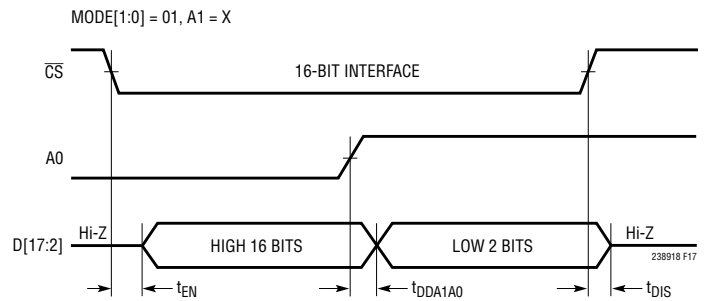 MODE[1:0] = 01, A1 = X
CS
16-BIT INTERFACE
A0
D[17:2]
Hi-Z
HIGH 16 BITS
LOW 2 BITS
Hi-Z
238918 F17
tEN
tDDA1A0
tDIS